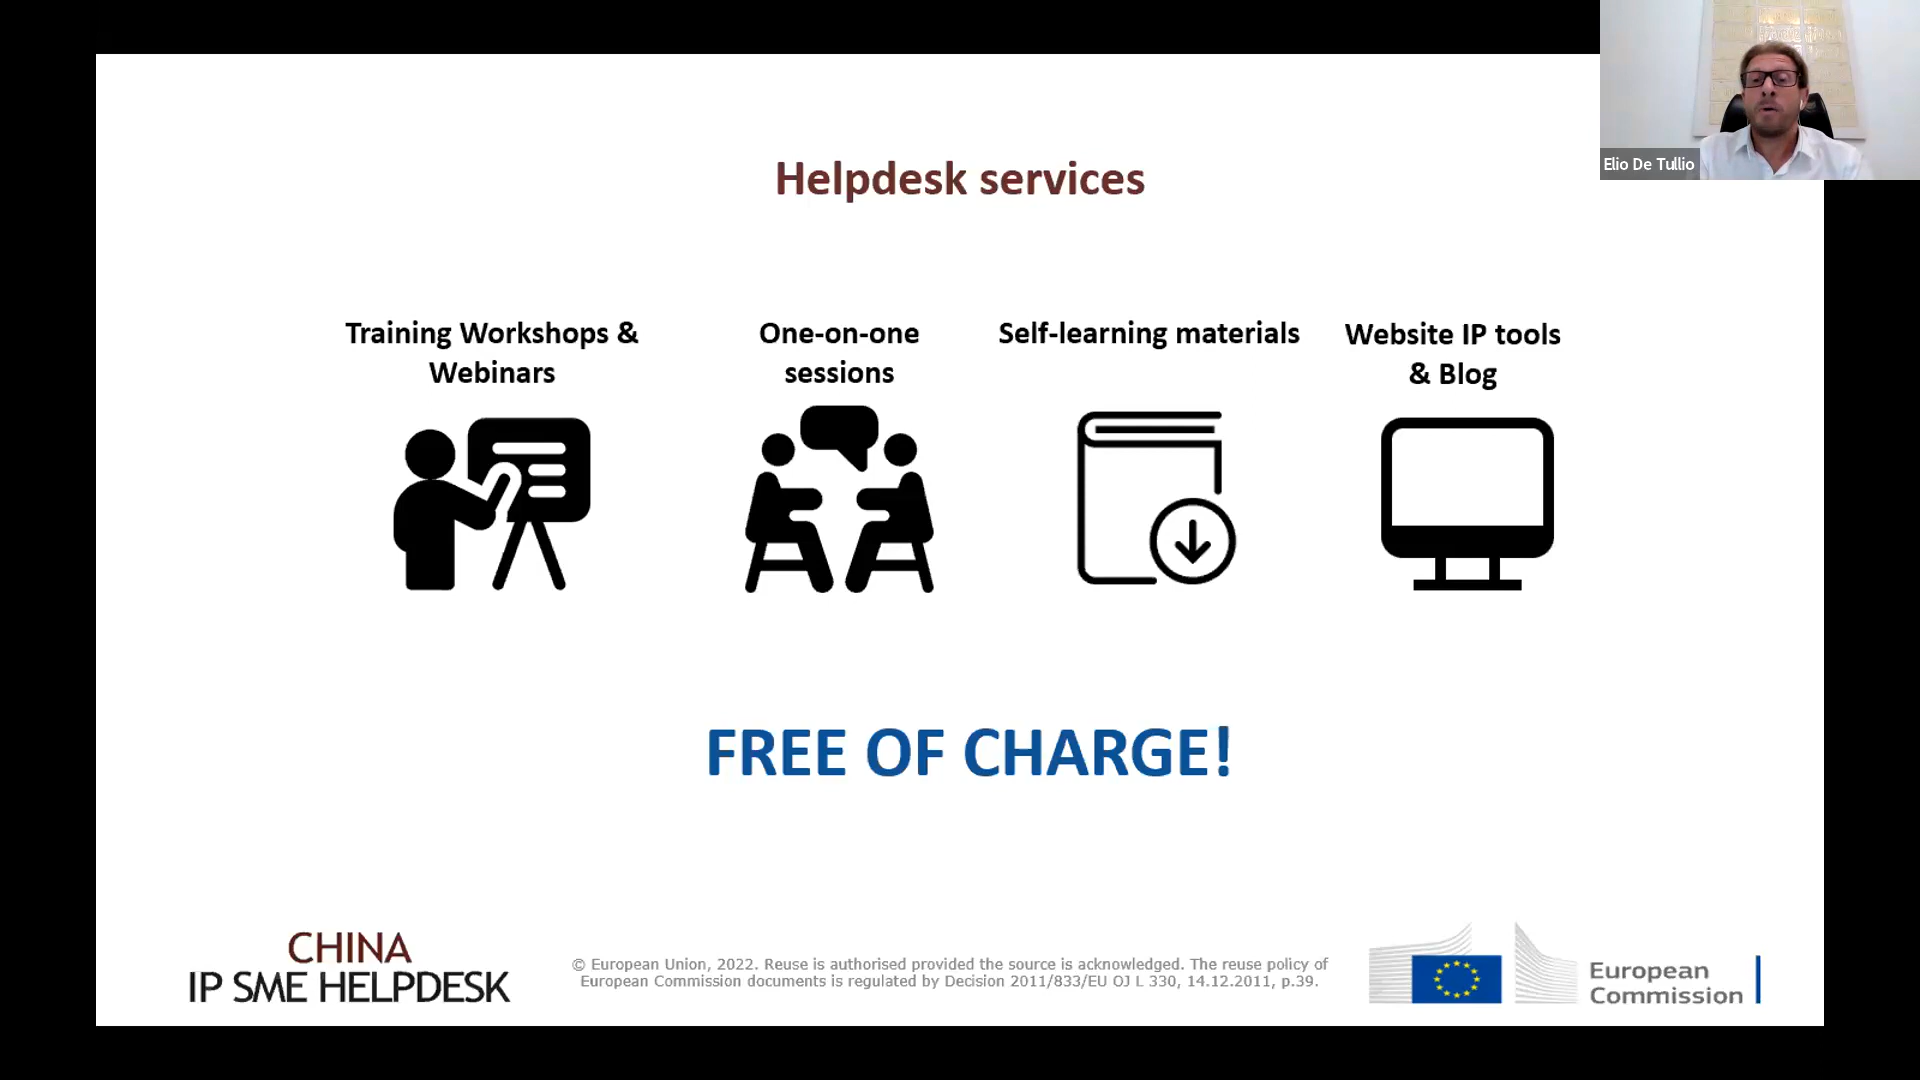 Elio De Tullio
Helpdesk services
Training Workshops &
Webinars
One-on-one
sessions
Self-learning materials
Website IP tools
& Blog
FREE OF CHARGE!
CHINA
IP SME HELPDESK
© European Union, 2022. Reuse is authorised provided the source is acknowledged. The reuse policy of
European Commission documents is regulated by Decision 2011/833/EU OJ L 330, 14.12.2011, p.39.
European
Commission